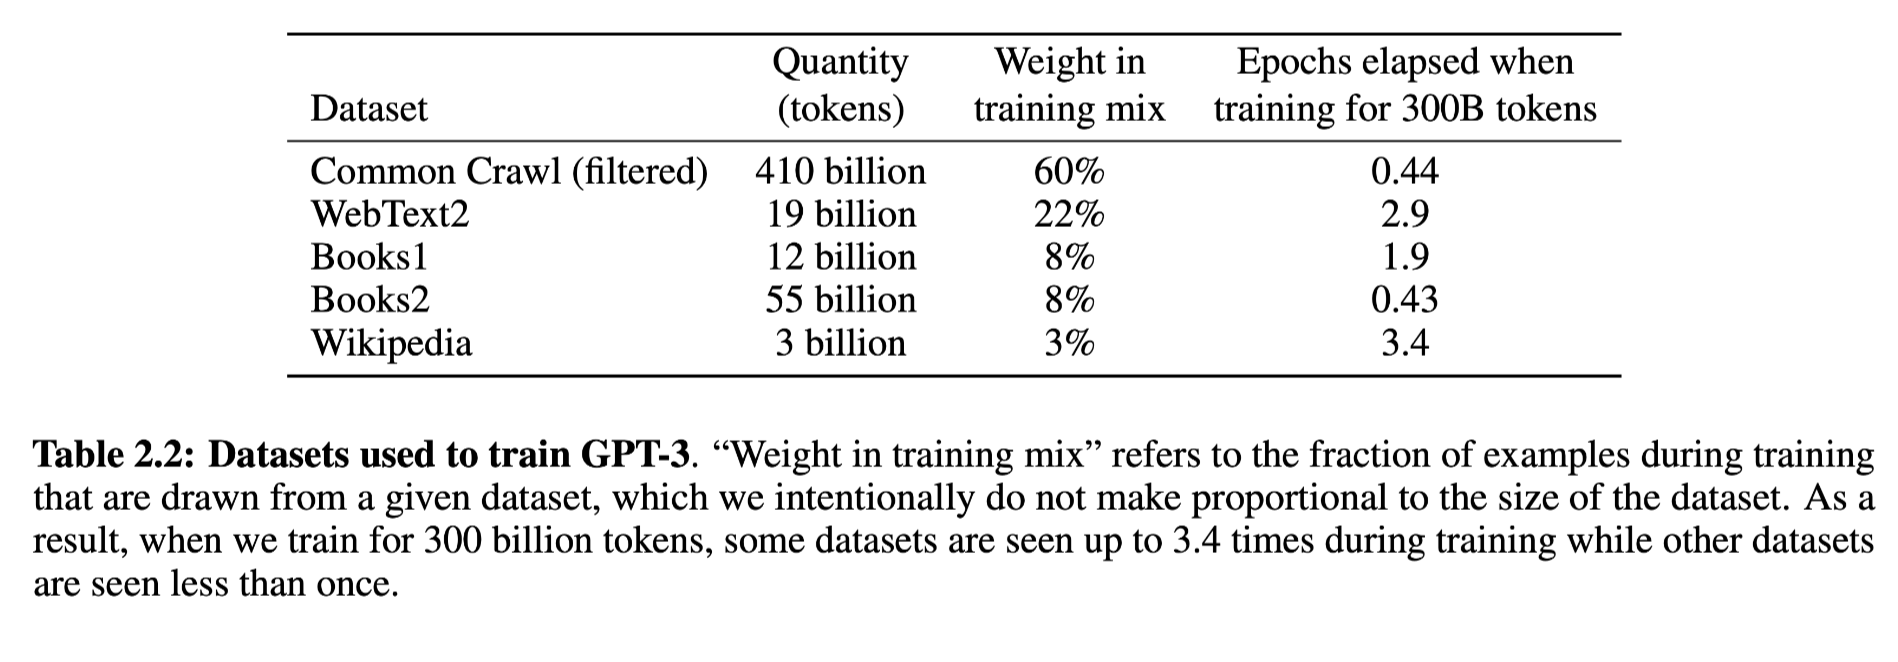 Dataset Quantity (tokens) Weight in training mix Epochs elapsed when training for 300B tokens
Common Crawl (filtered) 410 billion 60% 0.44
WebText2 19 billion 22% 2.9
Books1 12 billion 8% 1.9
Books2 55 billion 8% 0.43
Wikipedia 3 billion 3% 3.4
Table 2.2: Datasets used to train GPT-3. “Weight in training mix” refers to the fraction of examples during training
that are drawn from a given dataset, which we intentionally do not make proportional to the size of the dataset. As a
result, when we train for 300 billion tokens, some datasets are seen up to 3.4 times during training while other datasets
are seen less than once.